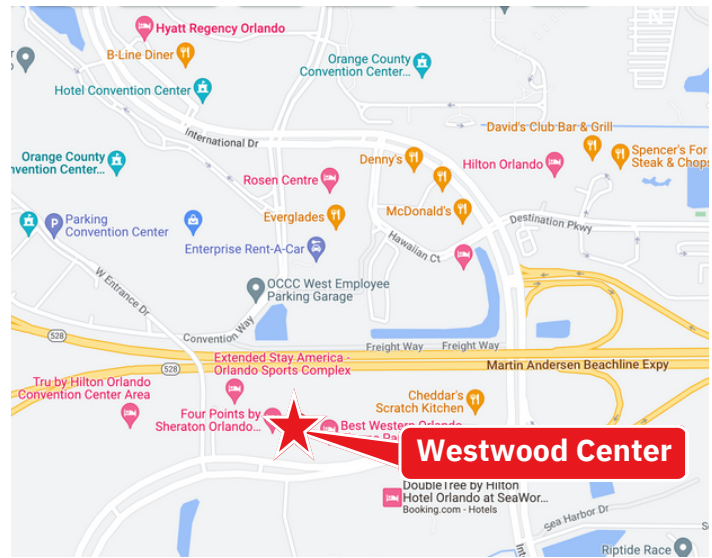 Hyatt Regency Orlando
B-Line Diner
Orange County
Convention Center...
Hotel Convention Center
International Dr
David's Club Bar & Grill
Orange County
nvention Center...
Denny's
Hilton Orlando
Spencer's For
Steak & Chops
Rosen Centre
Everglades
McDonald's
Parking
Convention Center
Destination Pkwy
Enterprise Rent-A-Car
Hawaiian Ct
W Entrance Dr
OCCC West Employee
Parking Garage
Convention Way
528
Freight Way
Freight Way
528
Extended Stay America -
Orlando Sports Complex
Martin Andersen Beachline Expy
Tru by Hilton Orlando
Convention Center Area
Cheddar's
Scratch Kitchen
Four Points by
Sheraton Orlando...
Best Western Orlando
Westwood Center
DoubleTree by Hilton
Hotel Orlando at SeaWor...
Booking.com - Hotels
Sea Harbor Dr
Riptide Race